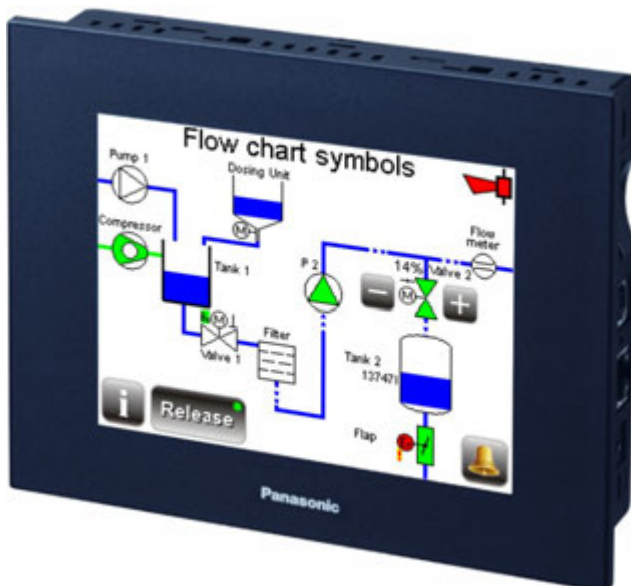 Flow chart symbols
Pump 1
Dosing Unit
M
Compressor
Tank 1
P 2
14%
Valve 2
Flow
meter
M
M
Valve 1
Filter
Tank 2
13747l
Flap
i
Release
Panasonic